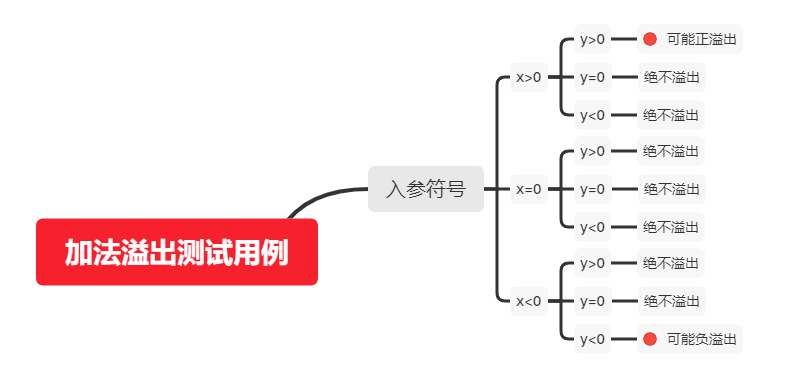 加法溢出测试用例
入参符号
x>0
y>0
可能正溢出
y=0
绝不溢出
y<0
绝不溢出
x=0
y>0
绝不溢出
y=0
绝不溢出
y<0
绝不溢出
x<0
y>0
绝不溢出
y=0
绝不溢出
y<0
可能负溢出